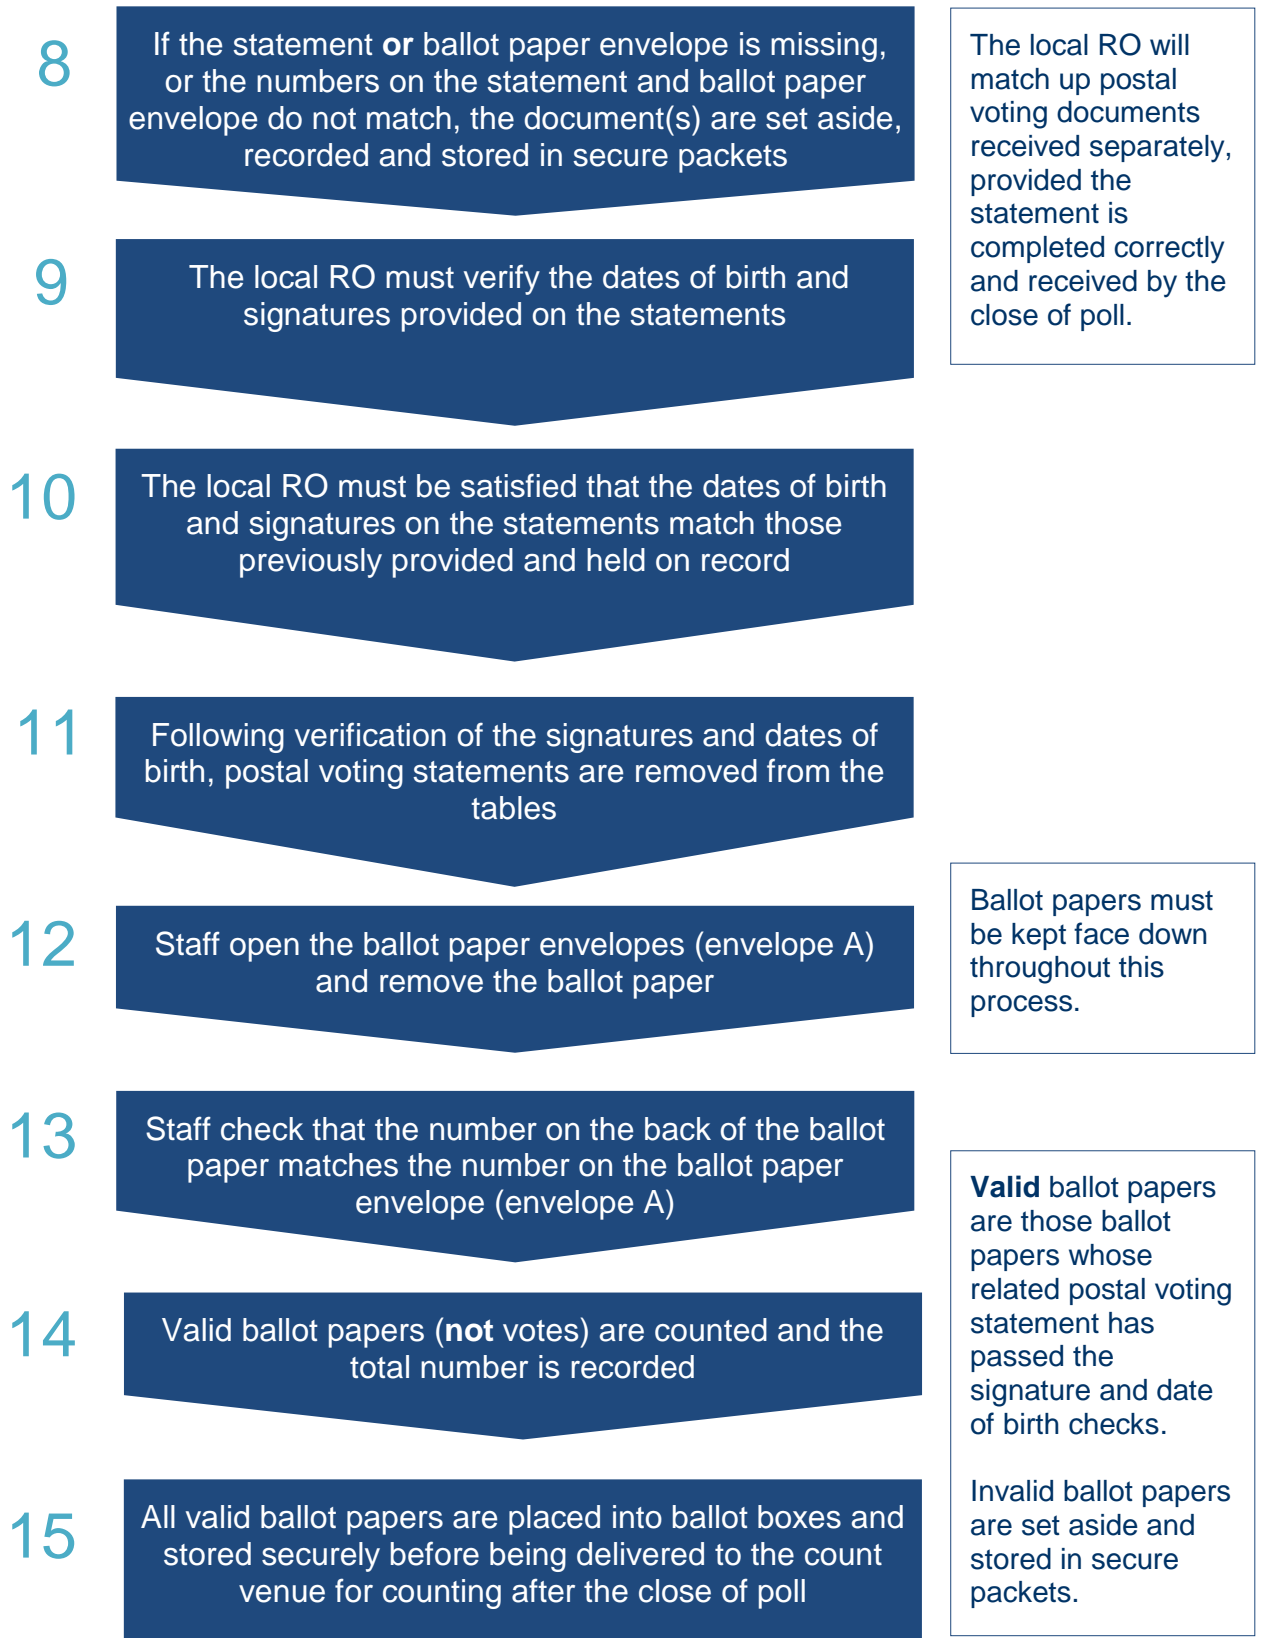 8
If the statement or ballot paper envelope is missing,
or the numbers on the statement and ballot paper
envelope do not match, the document(s) are set aside,
recorded and stored in secure packets
The local RO will
match up postal
voting documents
received separately,
provided the
statement is
completed correctly
and received by the
close of poll.
9
The local RO must verify the dates of birth and
signatures provided on the statements
10
The local RO must be satisfied that the dates of birth
and signatures on the statements match those
previously provided and held on record
11
Following verification of the signatures and dates of
birth, postal voting statements are removed from the
tables
12
Staff open the ballot paper envelopes (envelope A)
and remove the ballot paper
Ballot papers must
be kept face down
throughout this
process.
13
Staff check that the number on the back of the ballot
paper matches the number on the ballot paper
envelope (envelope A)
14
Valid ballot papers (not votes) are counted and the
total number is recorded
Valid ballot papers
are those ballot
papers whose
related postal voting
statement has
passed the
signature and date
of birth checks.
Invalid ballot papers
are set aside and
stored in secure
packets.
15
All valid ballot papers are placed into ballot boxes and
stored securely before being delivered to the count
venue for counting after the close of poll